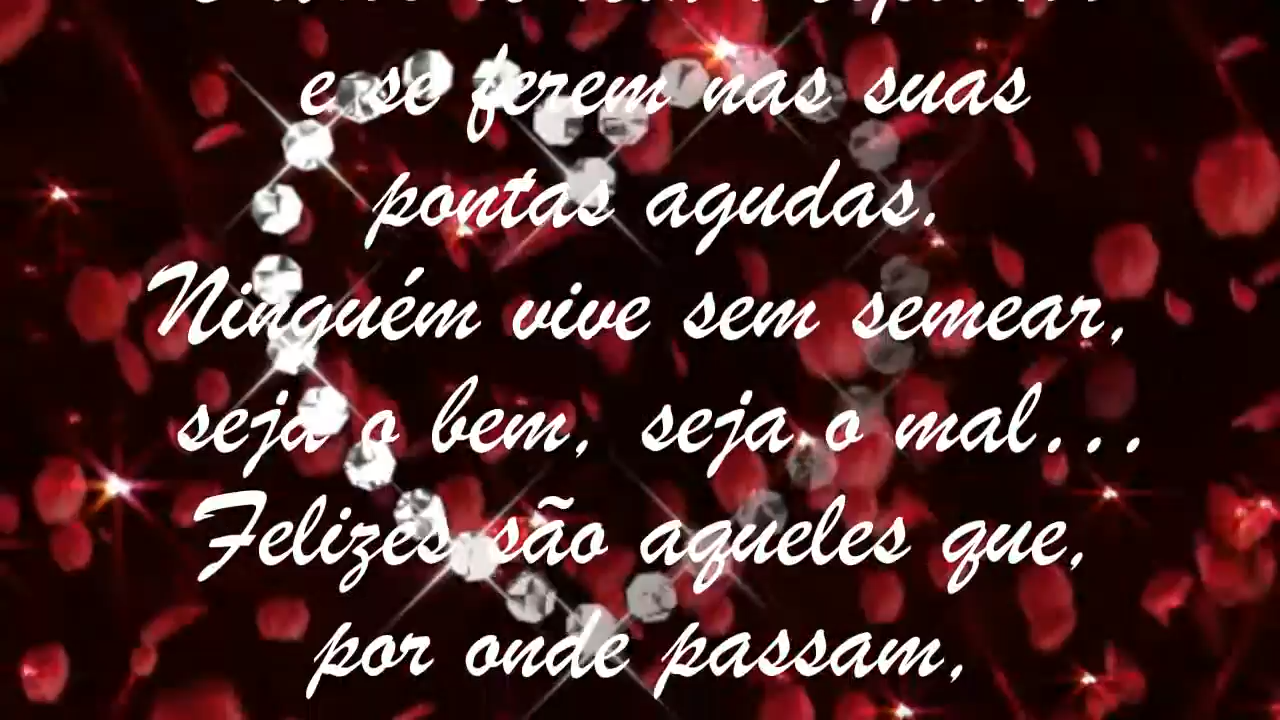 e se ferem nas suas
pontas agudas.
Ninguém vive sem semear,
seja o bem, seja o mal...
Felizes são aqueles que,
por onde passam,